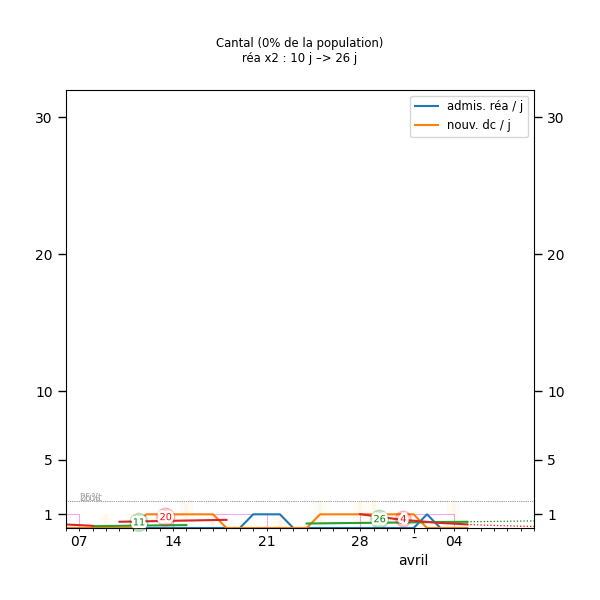 Cantal (0% de la population)
réa x2 : 10 j –> 26 j
admis. réa / j
nouv. dc / j
30 30
20 20
10 10
5 5
1 1
11 20 26 4
07 14 21 28 - 04
avril